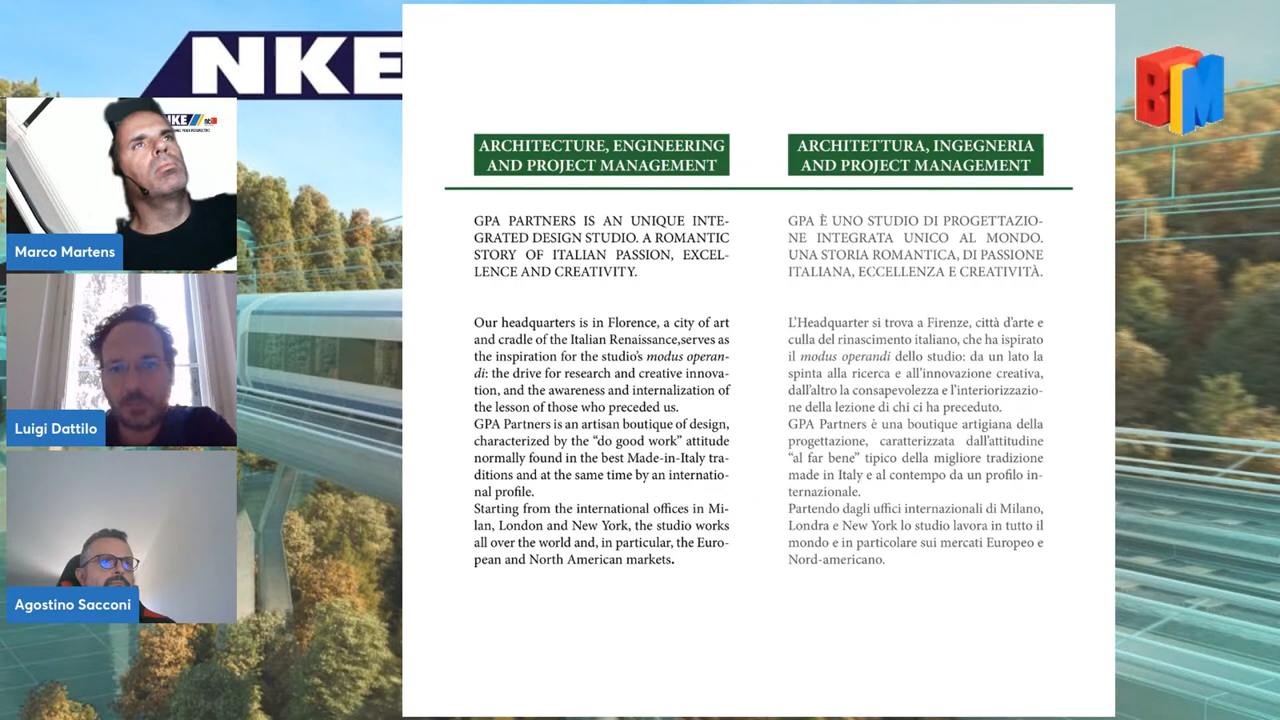 NKE
BIM
NKE
Marco Martens
Luigi Dattilo
Agostino Sacconi
ARCHITECTURE, ENGINEERING
AND PROJECT MANAGEMENT
GPA PARTNERS IS AN UNIQUE INTE-
GRATED DESIGN STUDIO. A ROMANTIC
STORY OF ITALIAN PASSION, EXCEL-
LENCE AND CREATIVITY.
Our headquarters is in Florence, a city of art
and cradle of the Italian Renaissance,serves as
the inspiration for the studio's modus operan-
di: the drive for research and creative innova-
tion, and the awareness and internalization of
the lesson of those who preceded us.
GPA Partners is an artisan boutique of design,
characterized by the “do good work” attitude
normally found in the best Made-in-Italy tra-
ditions and at the same time by an internatio-
nal profile.
Starting from the international offices in Mi-
lan, London and New York, the studio works
all over the world and, in particular, the Euro-
pean and North American markets.
ARCHITETTURA, INGEGNERIA
AND PROJECT MANAGEMENT
GPA È UNO STUDIO DI PROGETTAZIO-
NE INTEGRATA UNICO AL MONDO.
UNA STORIA ROMANTICA, DI PASSIONE
ITALIANA, ECCELLENZA E CREATIVITÀ.
L'Headquarter si trova a Firenze, città d'arte e
culla del rinascimento italiano, che ha ispirato
il modus operandi dello studio: da un lato la
spinta alla ricerca e all'innovazione creativa,
dall'altro la consapevolezza e l'interiorizzazio-
ne della lezione di chi ci ha preceduto.
GPA Partners è una boutique artigiana della
progettazione, caratterizzata dall'attitudine
“al far bene” tipico della migliore tradizione
made in Italy e al contempo da un profilo in-
ternazionale.
Partendo dagli uffici internazionali di Milano,
Londra e New York lo studio lavora in tutto il
mondo e in particolare sui mercati Europeo e
Nord-americano.